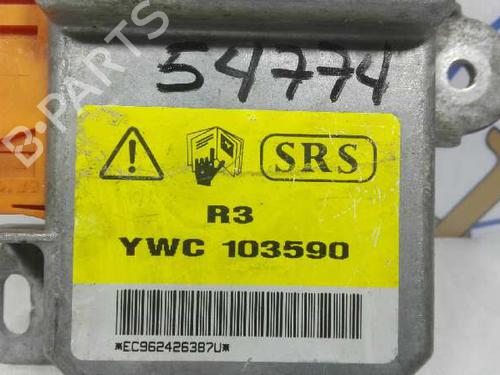 54774
SRS
R3
YWC 103590
*EC962426387U*
B-PARTS